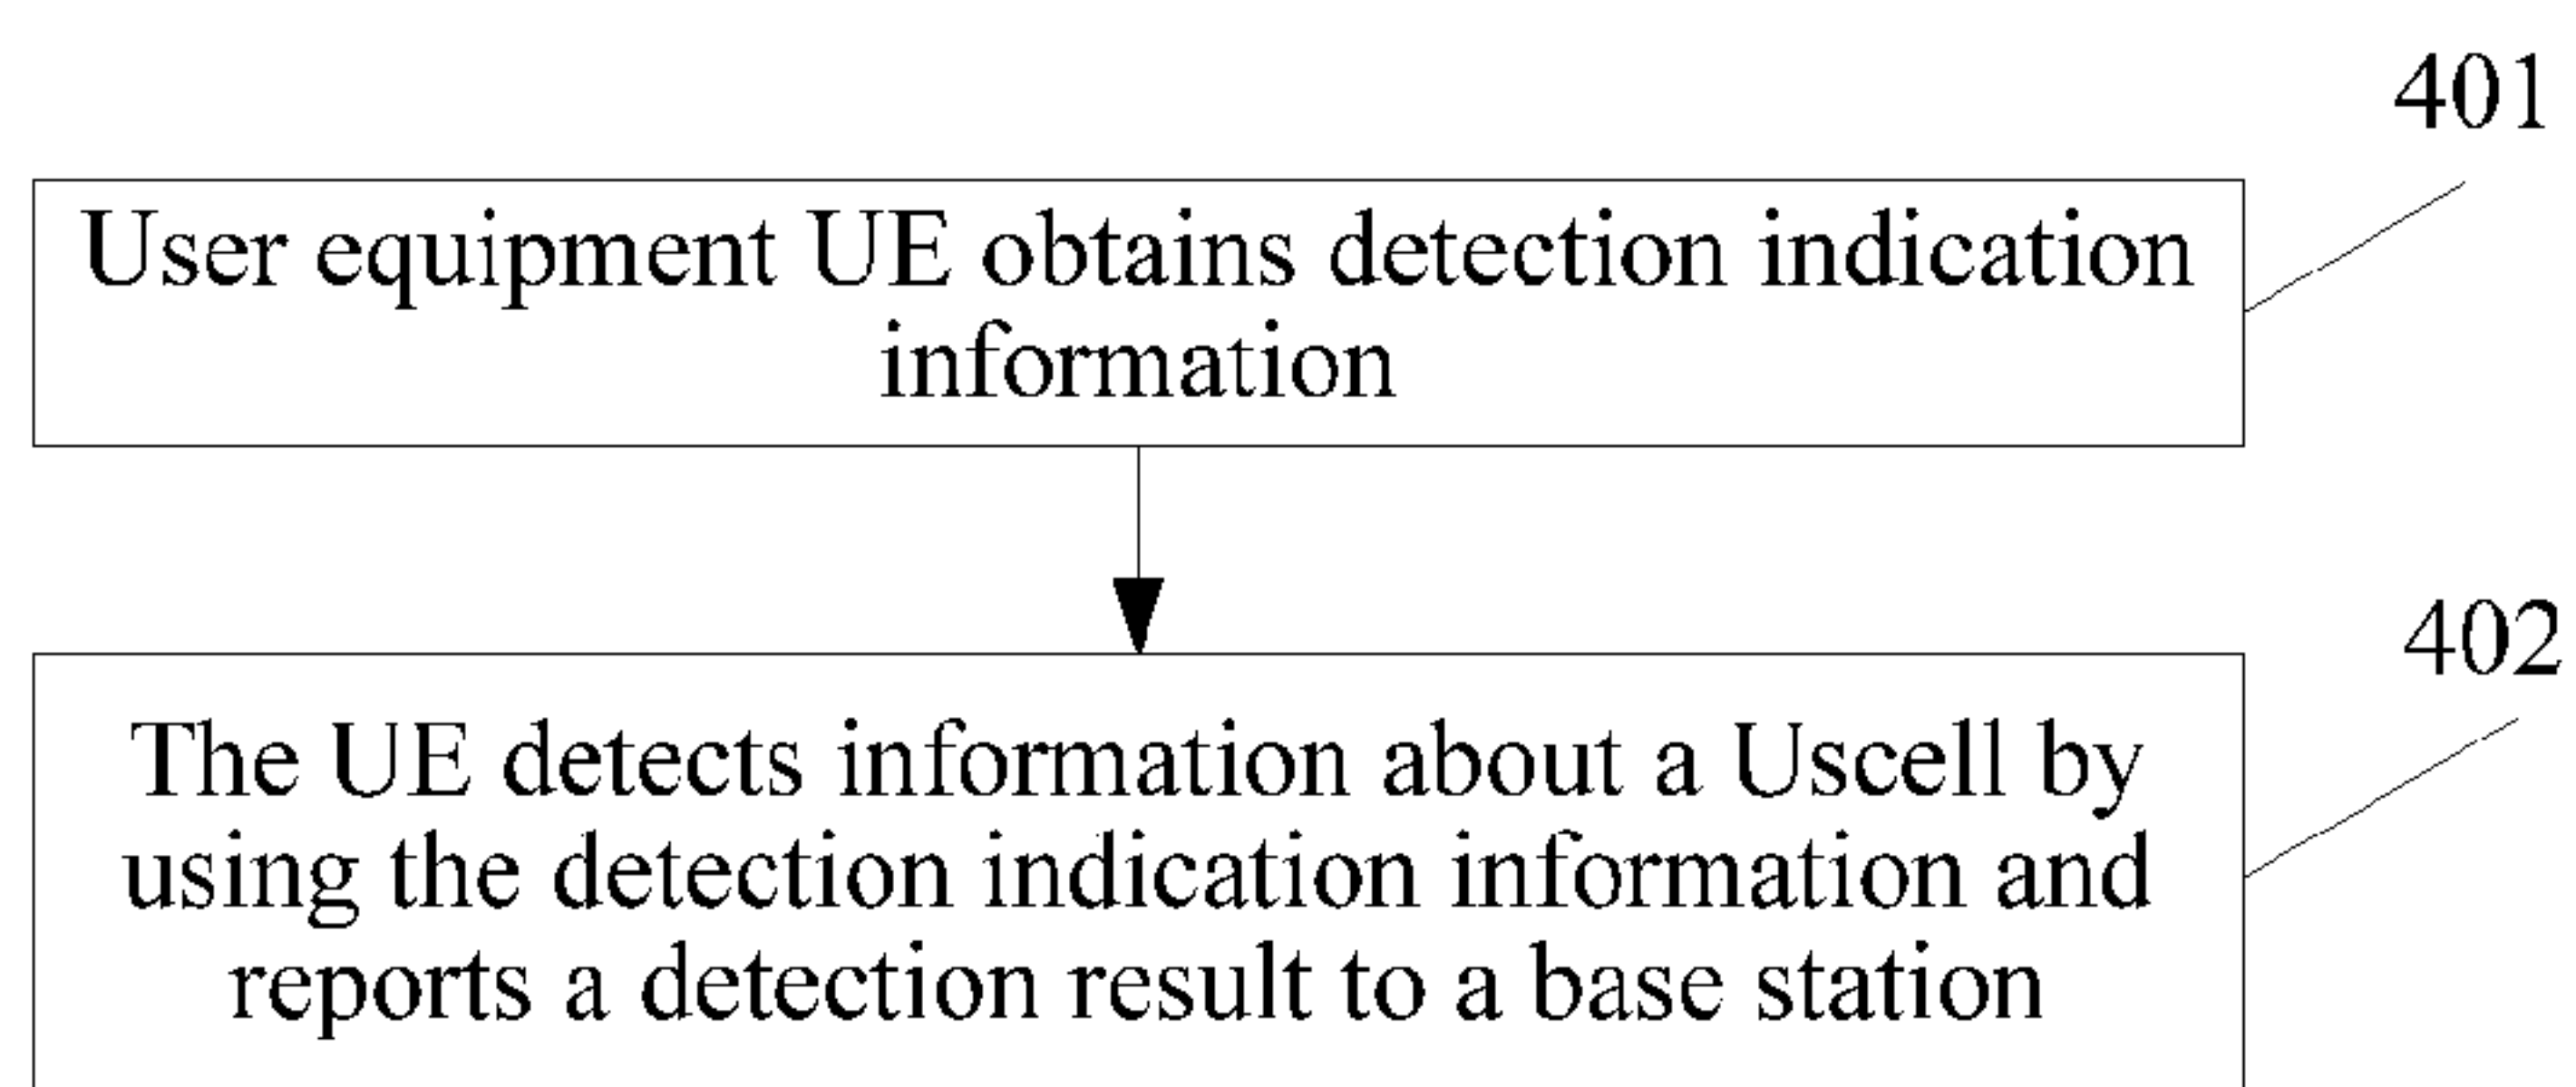 401
User equipment UE obtains detection indication
information
402
The UE detects information about a Uscell by
using the detection indication information and
reports a detection result to a base station